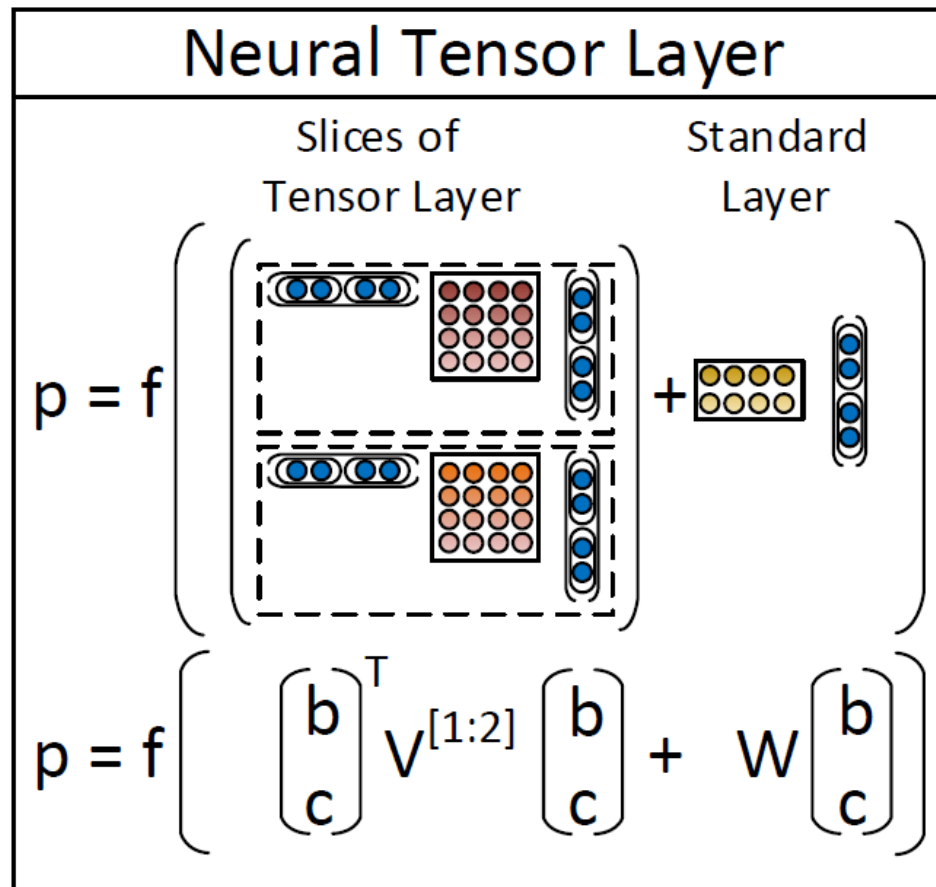 Neural Tensor Layer
Slices of Tensor Layer
Standard Layer
p = f +
p = f ( [b c]ᵀ V[1:2] [b c] + W [b c] )